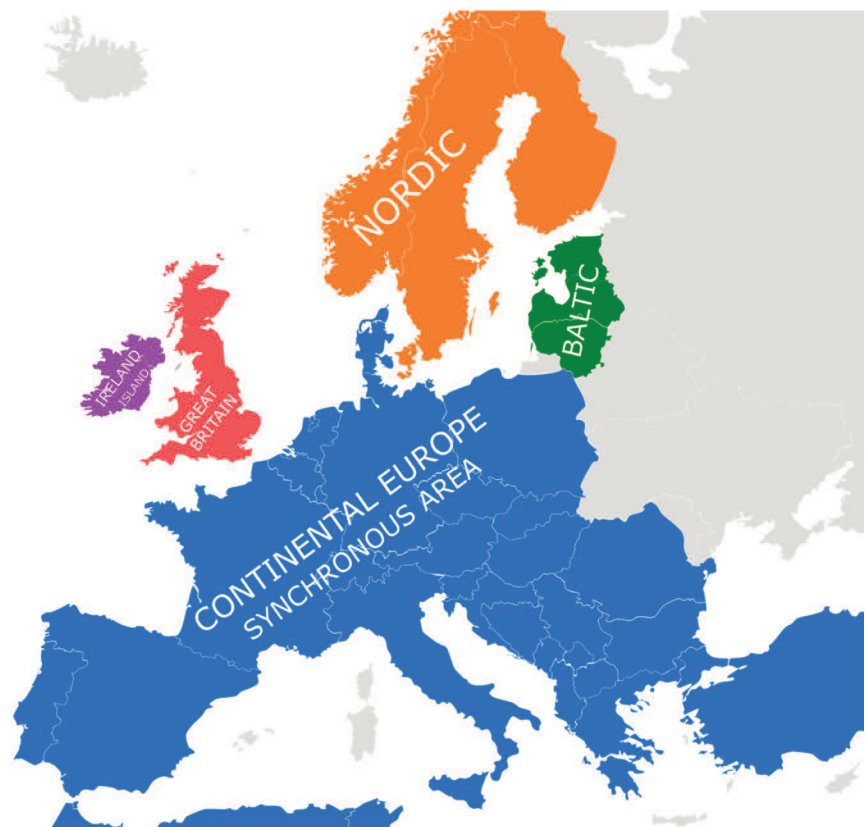 NORDIC
BALTIC
IRELAND
ISLAND
GREAT
BRITAIN
CONTINENTAL EUROPE
SYNCHRONOUS AREA